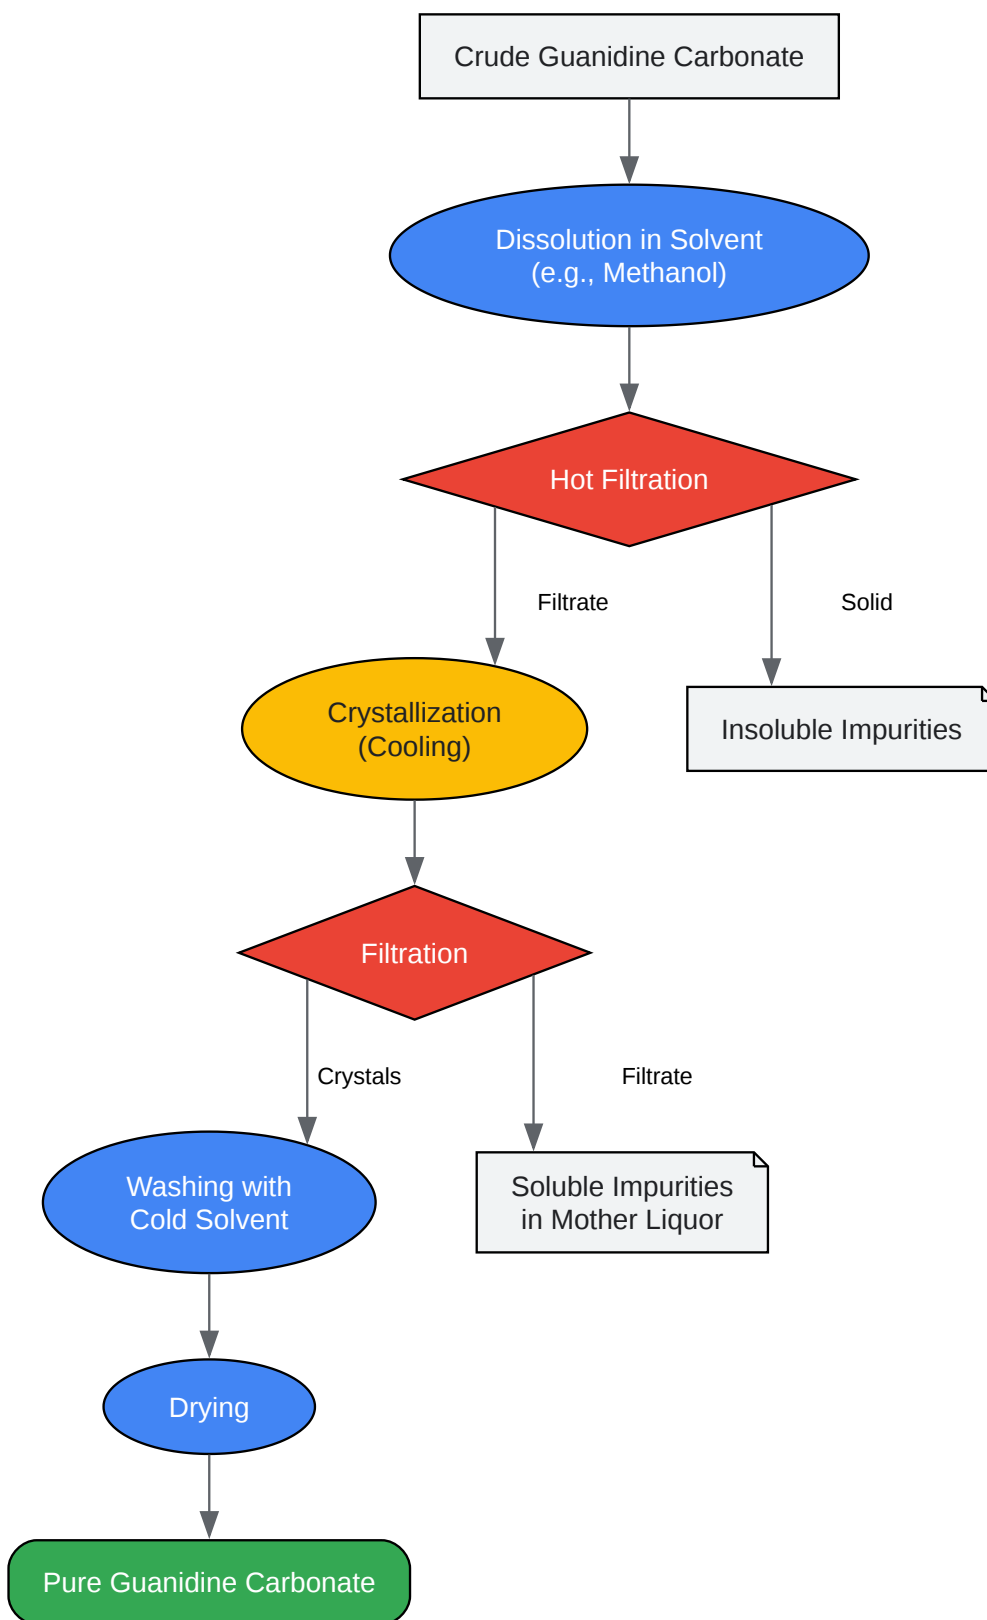 Crude Guanidine Carbonate
Dissolution in Solvent
(e.g., Methanol)
Hot Filtration
Filtrate
Solid
Crystallization
(Cooling)
Insoluble Impurities
Filtration
Crystals
Filtrate
Washing with
Cold Solvent
Soluble Impurities
in Mother Liquor
Drying
Pure Guanidine Carbonate